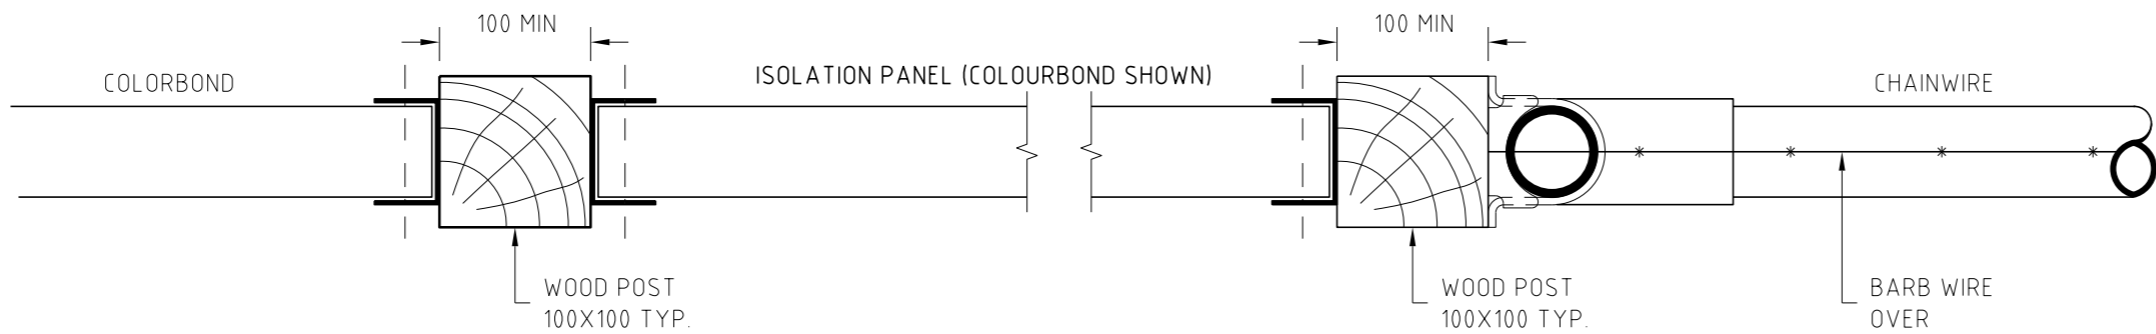 100 MIN
100 MIN
COLORBOND
ISOLATION PANEL (COLOURBOND SHOWN)
CHAINWIRE
WOOD POST
100X100 TYP.
WOOD POST
100X100 TYP.
BARB WIRE
OVER